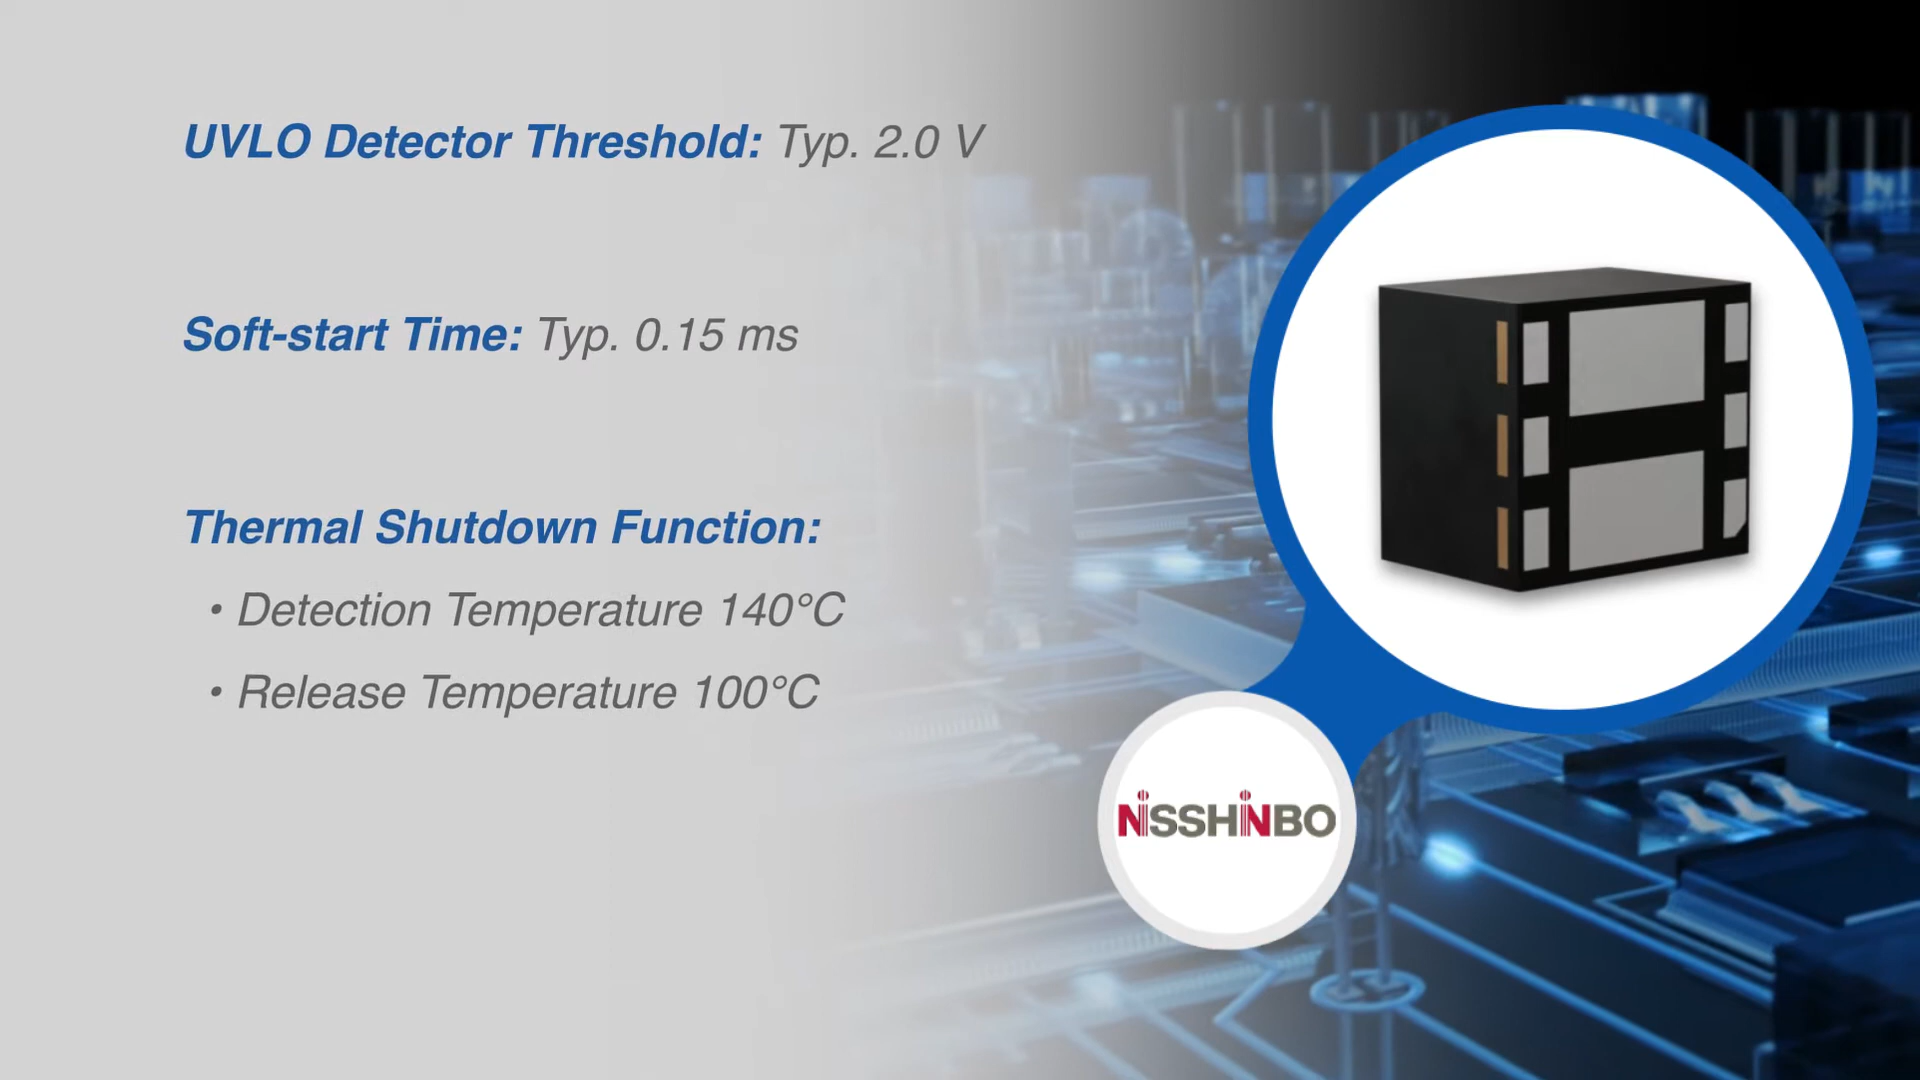 UVLO Detector Threshold: Typ. 2.0 V
Soft-start Time: Typ. 0.15 ms
Thermal Shutdown Function:
• Detection Temperature 140°C
• Release Temperature 100°C
NISSHINBO